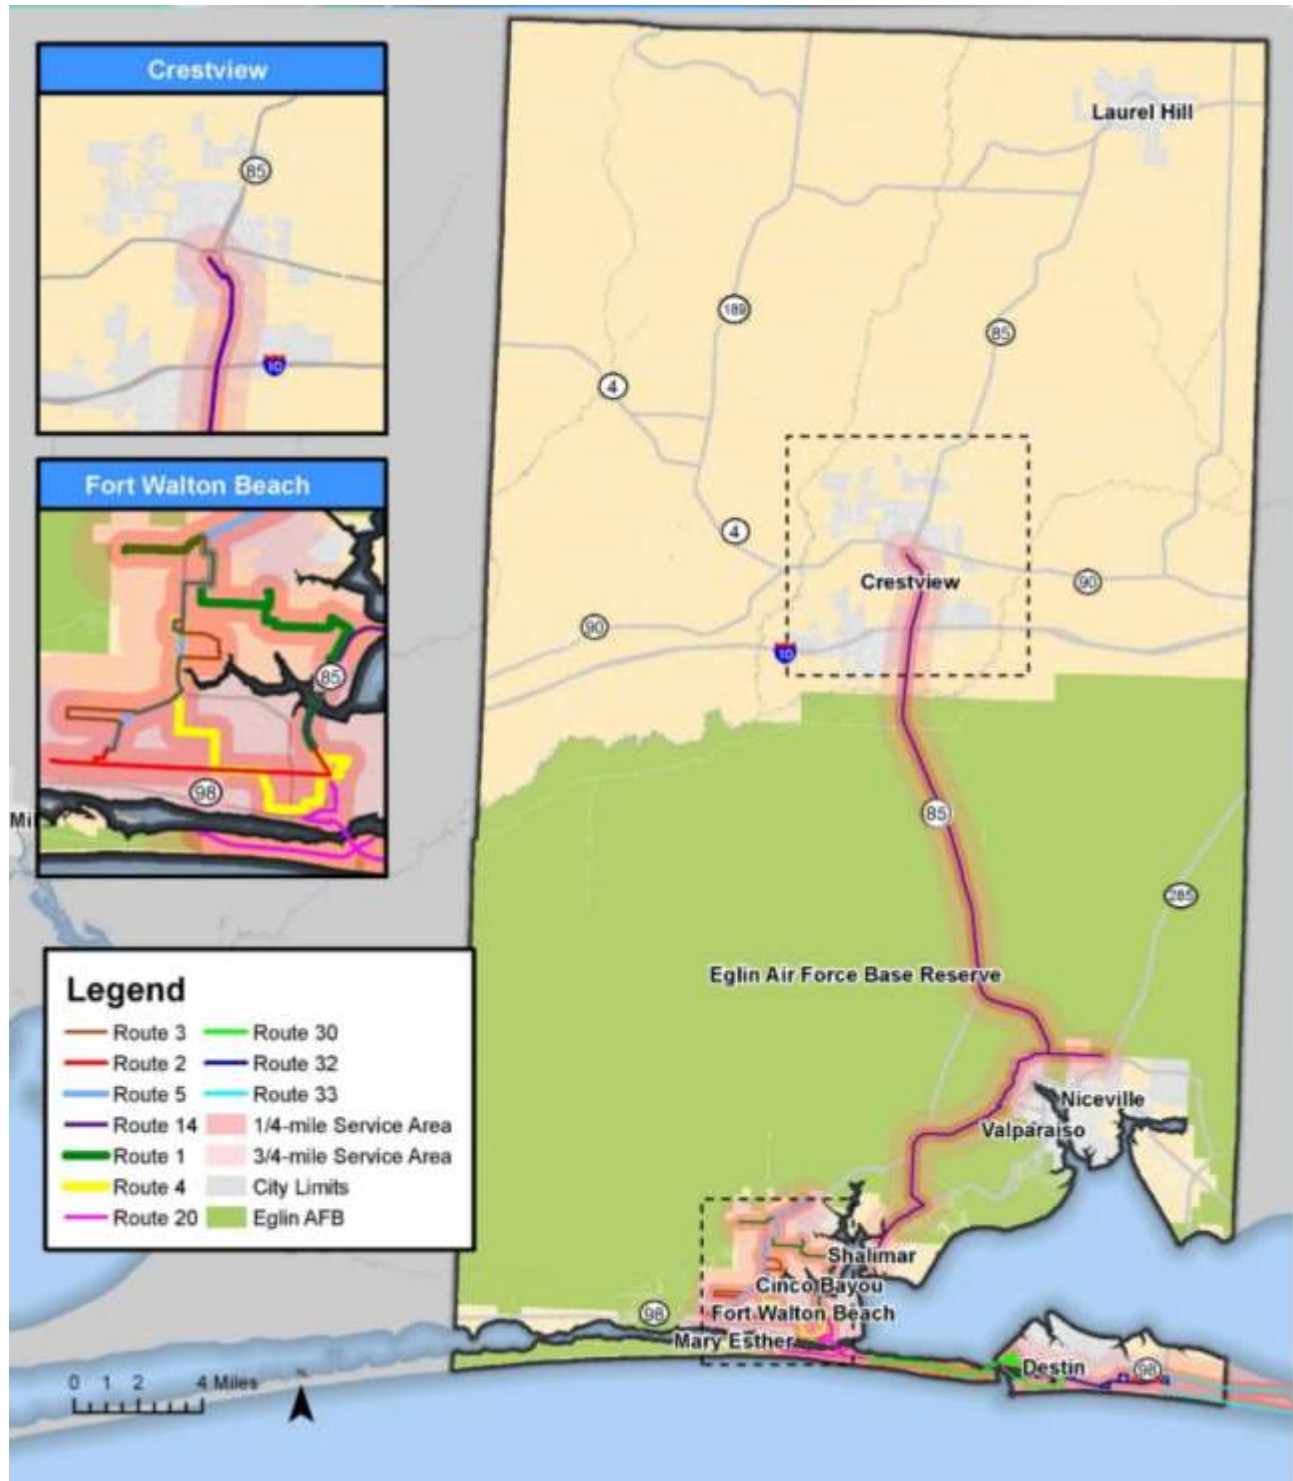 Crestview
85
10
Fort Walton Beach
85
98
Mi
Laurel Hill
189
85
4
4
Crestview
90
90
10
85
285
Eglin Air Force Base Reserve
Niceville
Valparaiso
Shalimar
Cinco Bayou
Fort Walton Beach
98
Mary Esther
Destin
98
Legend
Route 3
Route 2
Route 5
Route 14
Route 1
Route 4
Route 20
Route 30
Route 32
Route 33
1/4-mile Service Area
3/4-mile Service Area
City Limits
Eglin AFB
0 1 2 4 Miles